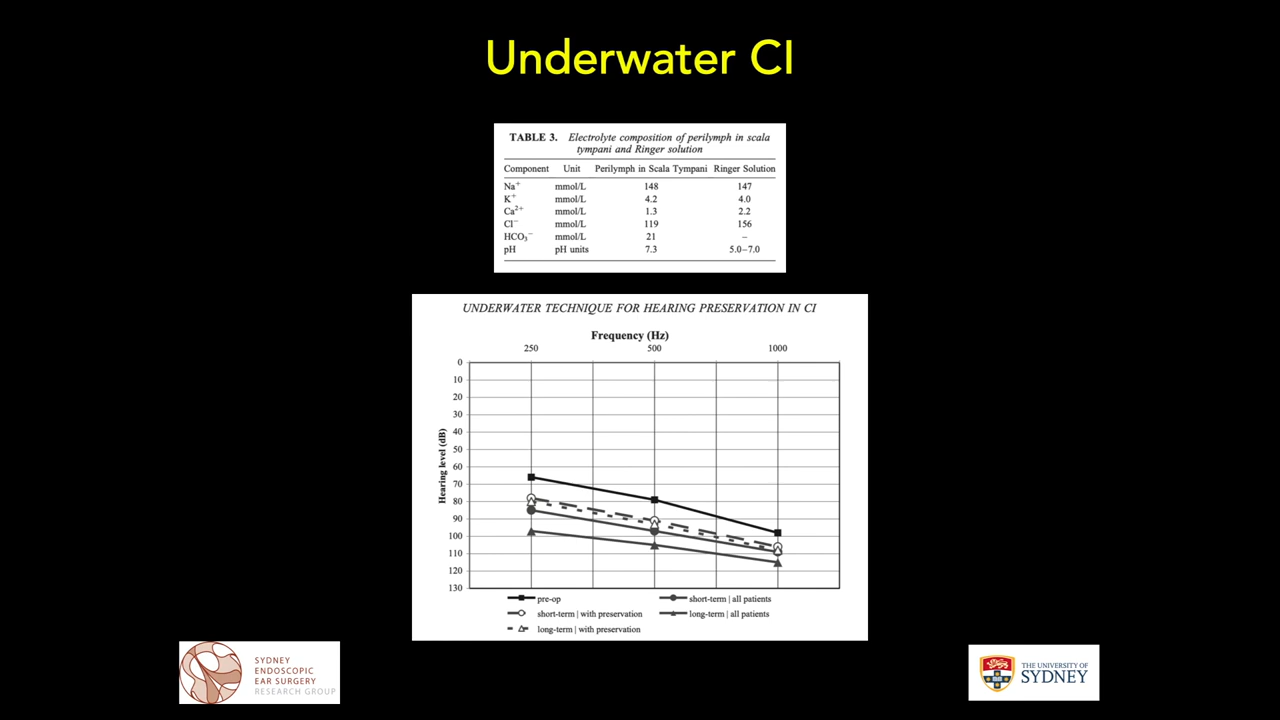 Underwater CI
TABLE 3. Electrolyte composition of perilymph in scala
tympani and Ringer solution
Component Unit Perilymph in Scala Tympani Ringer Solution
Na⁺ mmol/L 148 147
K⁺ mmol/L 4.2 4.0
Ca²⁺ mmol/L 1.3 2.2
Cl⁻ mmol/L 119 156
HCO₃⁻ mmol/L 21 –
pH pH units 7.3 5.0–7.0
UNDERWATER TECHNIQUE FOR HEARING PRESERVATION IN CI
Frequency (Hz)
250 500 1000
Hearing level (dB)
0
10
20
30
40
50
60
70
80
90
100
110
120
130
pre-op short-term | all patients
short-term | with preservation long-term | all patients
long-term | with preservation
SYDNEY
ENDOSCOPIC
EAR SURGERY
RESEARCH GROUP
THE UNIVERSITY OF
SYDNEY